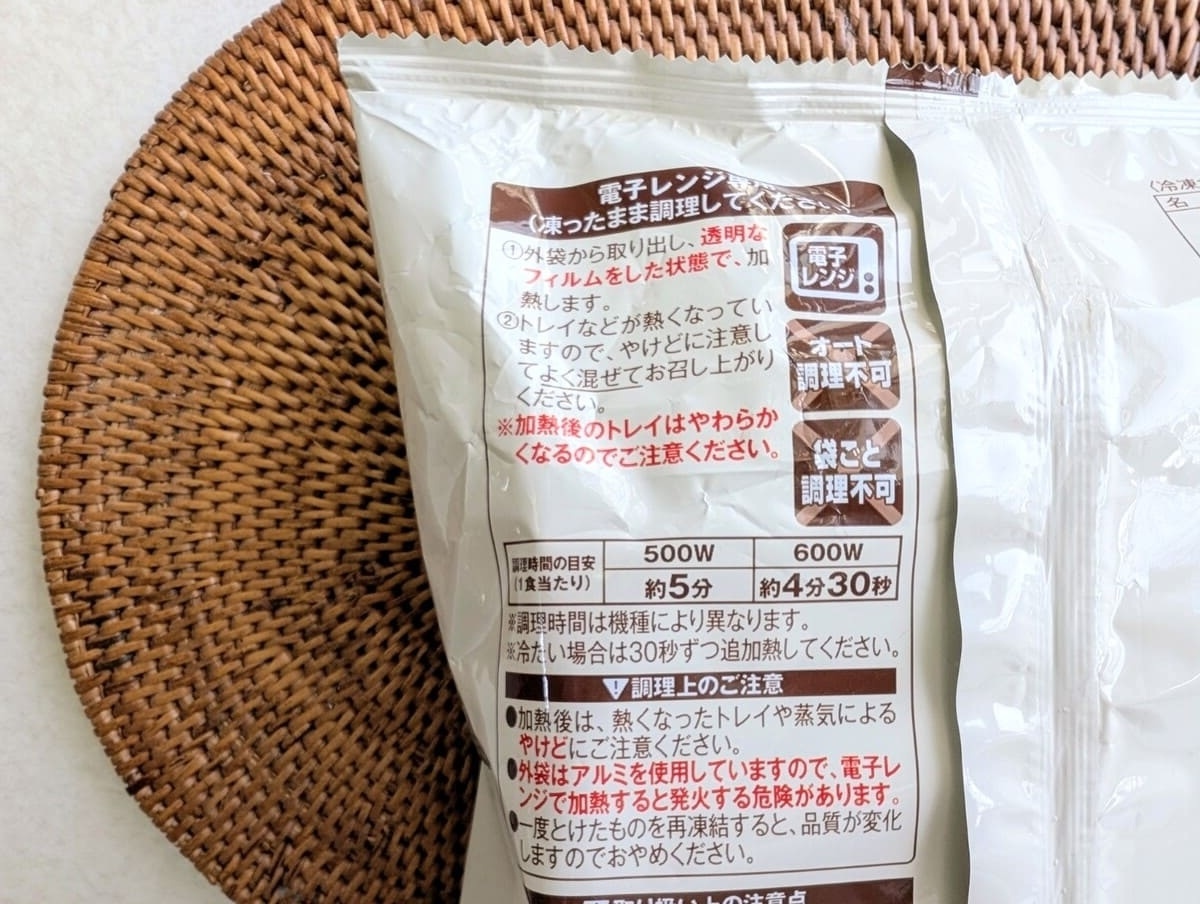 電子レンジ
(凍ったまま調理してください
①外袋から取り出し、透明な
フィルムをした状態で、加
熱します。
②トレイなどが熱くなってい
ますので、やけどに注意し
てよく混ぜてお召し上がり
ください。
※加熱後のトレイはやわらか
くなるのでご注意ください。
電子
レンジ
オート
調理不可
袋ごと
調理不可
調理時間の目安
(1食当たり)
500W
600W
約5分
約4分30秒
※調理時間は機種により異なります。
※冷たい場合は30秒ずつ追加熱してください。
調理上のご注意
●加熱後は、熱くなったトレイや蒸気による
やけどにご注意ください。
●外袋はアルミを使用していますので、電子レ
ンジで加熱すると発火する危険があります。
●一度とけたものを再凍結すると、品質が変化
しますのでおやめください。
取り扱い上の注意点
(冷凍
名